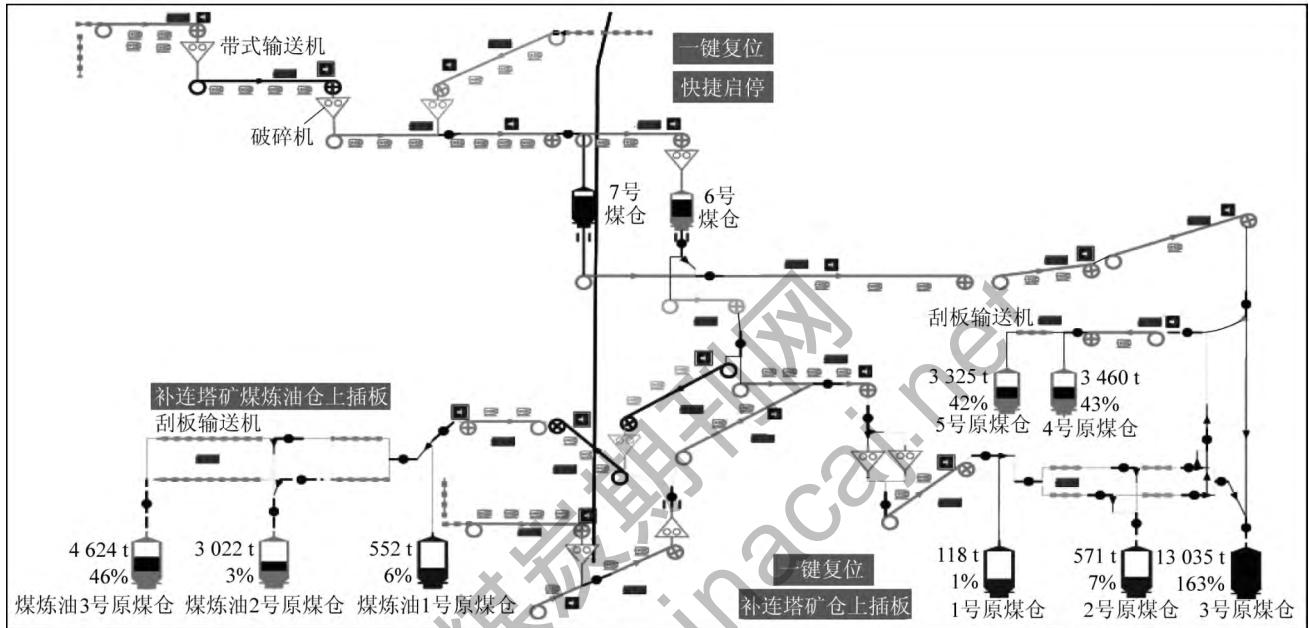 带式输送机
一键复位
快捷启停
破碎机
7号
煤仓
6号
煤仓
刮板输送机
3 325 t
42%
5号原煤仓
3 460 t
43%
4号原煤仓
补连塔矿煤炼油仓上插板
刮板输送机
4 624 t
46%
煤炼油3号原煤仓
3 022 t
3%
煤炼油2号原煤仓
552 t
6%
煤炼油1号原煤仓
一键复位
补连塔矿仓上插板
118 t
1%
1号原煤仓
571 t
7%
2号原煤仓
13 035 t
163%
3号原煤仓
煤炭期刊网